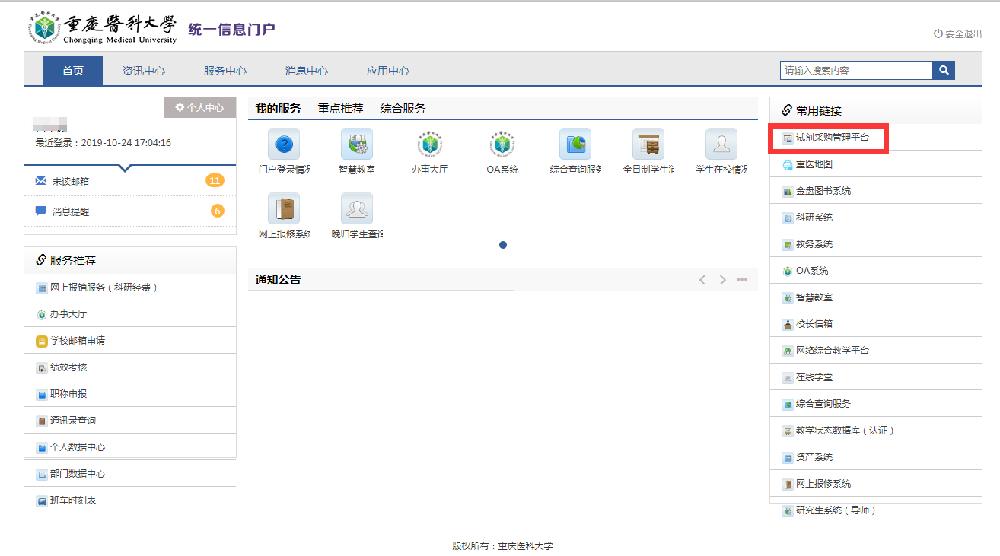 重慶醫科大學
Chongqing Medical University
统一信息门户
安全退出
首页
资讯中心
服务中心
消息中心
应用中心
请输入搜索内容
个人中心
最近登录：2019-10-24 17:04:16
未读邮箱
11
消息提醒
6
服务推荐
网上报销服务（科研经费）
办事大厅
学校邮箱申请
绩效考核
职称申报
通讯录查询
个人数据中心
部门数据中心
班车时刻表
我的服务
重点推荐
综合服务
门户登录情况
智慧教室
办事大厅
OA系统
综合查询服务
全日制学生
学生在校情况
网上报修系统
晚归学生查询
通知公告
常用链接
试剂采购管理平台
重医地图
金盘图书系统
科研系统
教务系统
OA系统
智慧教室
校长信箱
网络综合教学平台
在线学堂
综合查询服务
教学状态数据库（认证）
资产系统
网上报修系统
研究生系统（导师）
版权所有：重庆医科大学